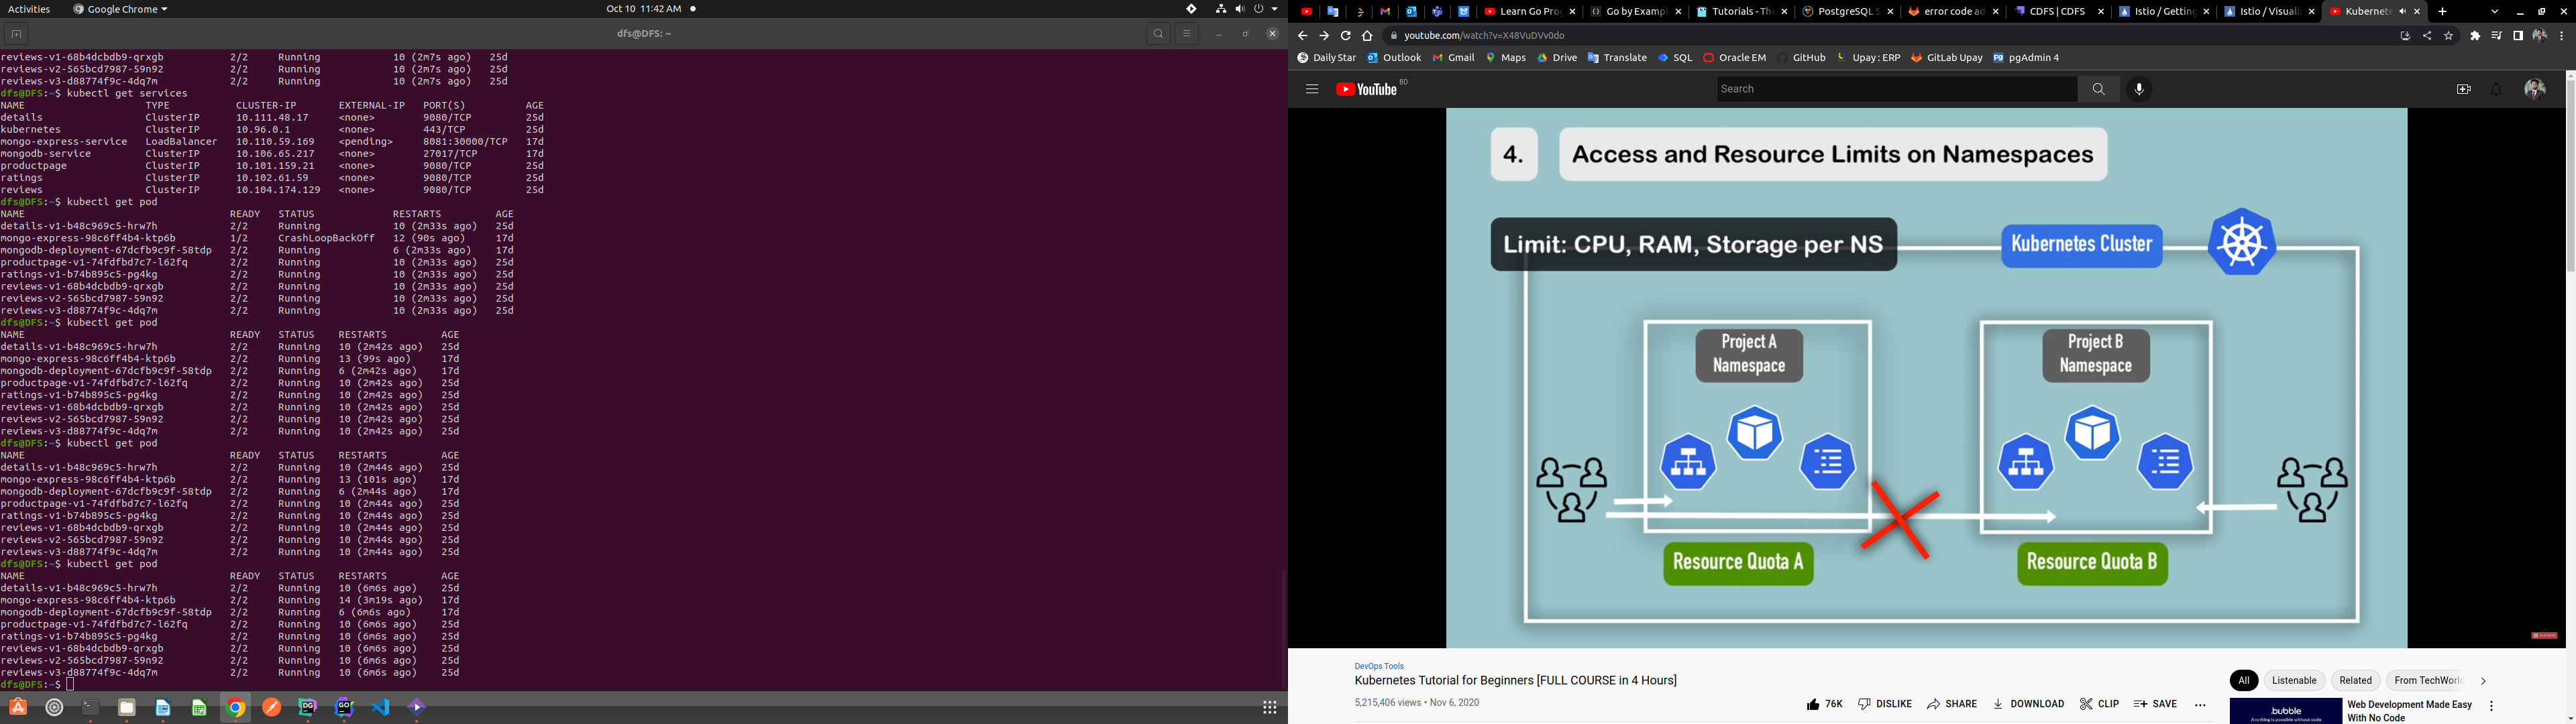 Activities
Google Chrome
Oct 10 11:42 AM
dfs@DFS: ~
reviews-v1-68b4dcbdb9-qrxgb 2/2 Running 10 (2m7s ago) 25d
reviews-v2-565bcd7987-59n92 2/2 Running 10 (2m7s ago) 25d
reviews-v3-d88774f9c-4dq7m 2/2 Running 10 (2m7s ago) 25d
dfs@DFS:~$ kubectl get services
NAME TYPE CLUSTER-IP EXTERNAL-IP PORT(S) AGE
details ClusterIP 10.111.48.17 <none> 9080/TCP 25d
kubernetes ClusterIP 10.96.0.1 <none> 443/TCP 25d
mongo-express-service LoadBalancer 10.110.59.169 <pending> 8081:30000/TCP 17d
mongodb-service ClusterIP 10.106.65.217 <none> 27017/TCP 17d
productpage ClusterIP 10.101.159.21 <none> 9080/TCP 25d
ratings ClusterIP 10.102.61.59 <none> 9080/TCP 25d
reviews ClusterIP 10.104.174.129 <none> 9080/TCP 25d
dfs@DFS:~$ kubectl get pod
NAME READY STATUS RESTARTS AGE
details-v1-b48c969c5-hrw7h 2/2 Running 10 (2m33s ago) 25d
mongo-express-98c6ff4b4-ktp6b 1/2 CrashLoopBackOff 12 (90s ago) 17d
mongodb-deployment-67dcfb9c9f-58tdp 2/2 Running 6 (2m33s ago) 17d
productpage-v1-74fdfbd7c7-l62fq 2/2 Running 10 (2m33s ago) 25d
ratings-v1-b74b895c5-pg4kg 2/2 Running 10 (2m33s ago) 25d
reviews-v1-68b4dcbdb9-qrxgb 2/2 Running 10 (2m33s ago) 25d
reviews-v2-565bcd7987-59n92 2/2 Running 10 (2m33s ago) 25d
reviews-v3-d88774f9c-4dq7m 2/2 Running 10 (2m33s ago) 25d
dfs@DFS:~$ kubectl get pod
NAME READY STATUS RESTARTS AGE
details-v1-b48c969c5-hrw7h 2/2 Running 10 (2m42s ago) 25d
mongo-express-98c6ff4b4-ktp6b 2/2 Running 13 (99s ago) 17d
mongodb-deployment-67dcfb9c9f-58tdp 2/2 Running 6 (2m42s ago) 17d
productpage-v1-74fdfbd7c7-l62fq 2/2 Running 10 (2m42s ago) 25d
ratings-v1-b74b895c5-pg4kg 2/2 Running 10 (2m42s ago) 25d
reviews-v1-68b4dcbdb9-qrxgb 2/2 Running 10 (2m42s ago) 25d
reviews-v2-565bcd7987-59n92 2/2 Running 10 (2m42s ago) 25d
reviews-v3-d88774f9c-4dq7m 2/2 Running 10 (2m42s ago) 25d
dfs@DFS:~$ kubectl get pod
NAME READY STATUS RESTARTS AGE
details-v1-b48c969c5-hrw7h 2/2 Running 10 (2m44s ago) 25d
mongo-express-98c6ff4b4-ktp6b 2/2 Running 13 (101s ago) 17d
mongodb-deployment-67dcfb9c9f-58tdp 2/2 Running 6 (2m44s ago) 17d
productpage-v1-74fdfbd7c7-l62fq 2/2 Running 10 (2m44s ago) 25d
ratings-v1-b74b895c5-pg4kg 2/2 Running 10 (2m44s ago) 25d
reviews-v1-68b4dcbdb9-qrxgb 2/2 Running 10 (2m44s ago) 25d
reviews-v2-565bcd7987-59n92 2/2 Running 10 (2m44s ago) 25d
reviews-v3-d88774f9c-4dq7m 2/2 Running 10 (2m44s ago) 25d
dfs@DFS:~$ kubectl get pod
NAME READY STATUS RESTARTS AGE
details-v1-b48c969c5-hrw7h 2/2 Running 10 (6m6s ago) 25d
mongo-express-98c6ff4b4-ktp6b 2/2 Running 14 (3m19s ago) 17d
mongodb-deployment-67dcfb9c9f-58tdp 2/2 Running 6 (6m6s ago) 17d
productpage-v1-74fdfbd7c7-l62fq 2/2 Running 10 (6m6s ago) 25d
ratings-v1-b74b895c5-pg4kg 2/2 Running 10 (6m6s ago) 25d
reviews-v1-68b4dcbdb9-qrxgb 2/2 Running 10 (6m6s ago) 25d
reviews-v2-565bcd7987-59n92 2/2 Running 10 (6m6s ago) 25d
reviews-v3-d88774f9c-4dq7m 2/2 Running 10 (6m6s ago) 25d
dfs@DFS:~$
Learn Go Prog Go by Exampl Tutorials - The PostgreSQL S error code ad CDFS | CDFS Istio / Getting Istio / Visualiz Kubernete
youtube.com/watch?v=X48VuDVv0do
Daily Star Outlook Gmail Maps Drive Translate SQL Oracle EM GitHub Upay : ERP GitLab Upay pgAdmin 4
YouTube BD
Search
4. Access and Resource Limits on Namespaces
Limit: CPU, RAM, Storage per NS
Kubernetes Cluster
Project A
Namespace
Project B
Namespace
Resource Quota A
Resource Quota B
DevOps Tools
Kubernetes Tutorial for Beginners [FULL COURSE in 4 Hours]
5,215,406 views • Nov 6, 2020
76K DISLIKE SHARE DOWNLOAD CLIP SAVE
All Listenable Related From TechWorld
.bubble
Web Development Made Easy
With No Code